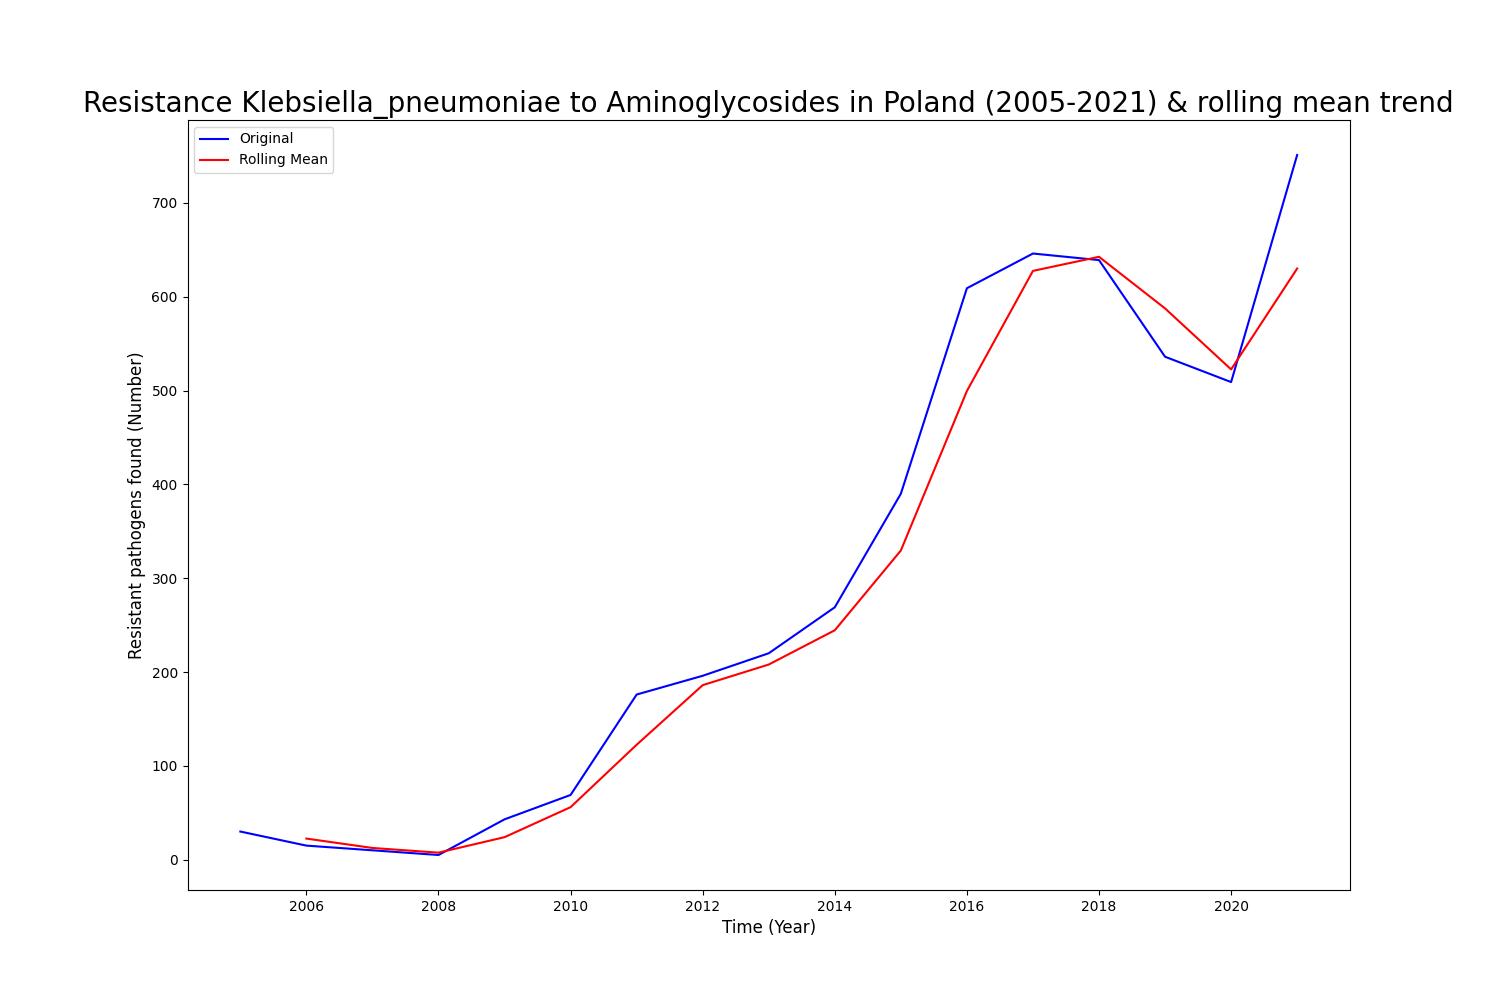 Resistance Klebsiella_pneumoniae to Aminoglycosides in Poland (2005-2021) & rolling mean trend
Original
Rolling Mean
700
600
500
400
300
200
100
0
Resistant pathogens found (Number)
2006 2008 2010 2012 2014 2016 2018 2020
Time (Year)